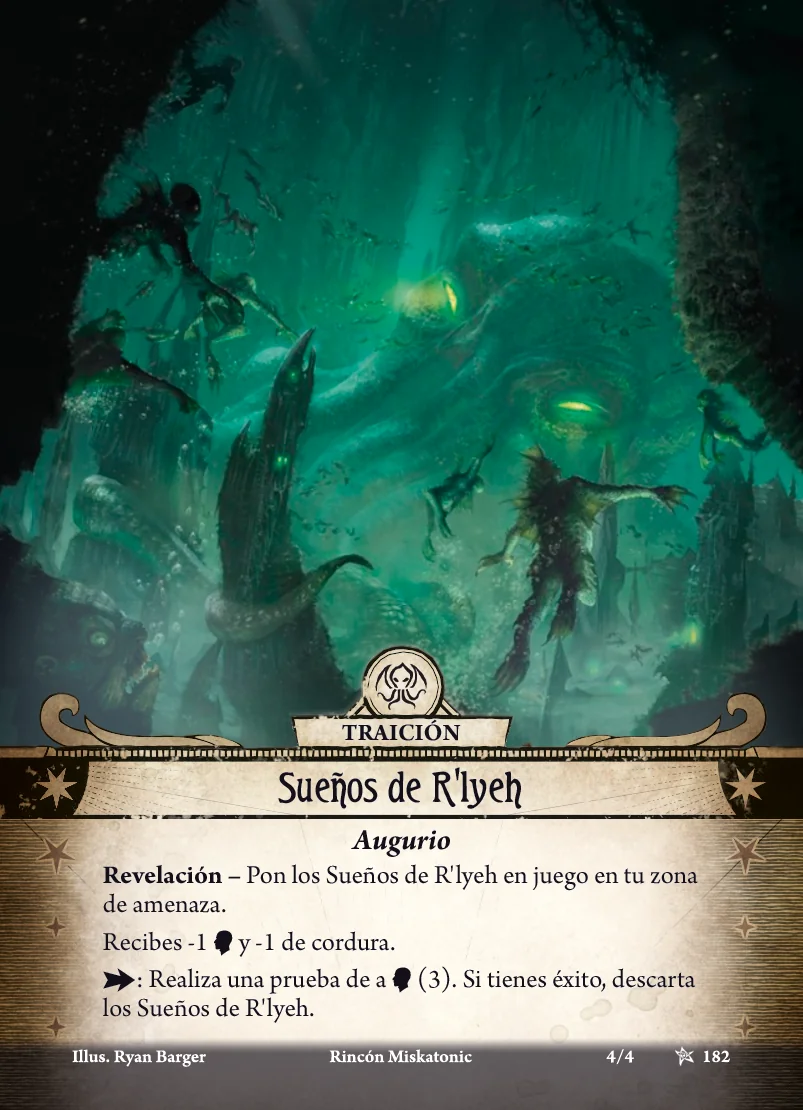 TRAICIÓN
Sueños de R'lyeh
Augurio
Revelación – Pon los Sueños de R'lyeh en juego en tu zona
de amenaza.
Recibes -1 y -1 de cordura.
: Realiza una prueba de a (3). Si tienes éxito, descarta
los Sueños de R'lyeh.
Illus. Ryan Barger Rincón Miskatonic 4/4 182